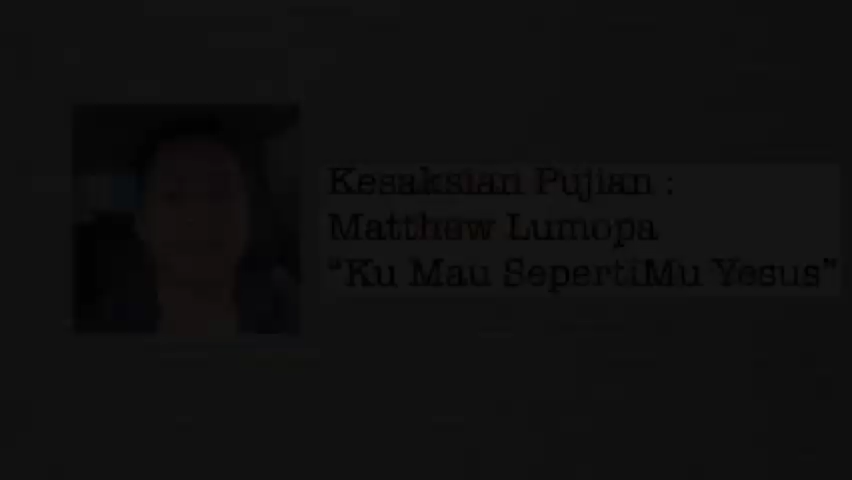 Kesaksian Pujian :
Matthew Lumopa
“Ku Mau SepertiMu Yesus”